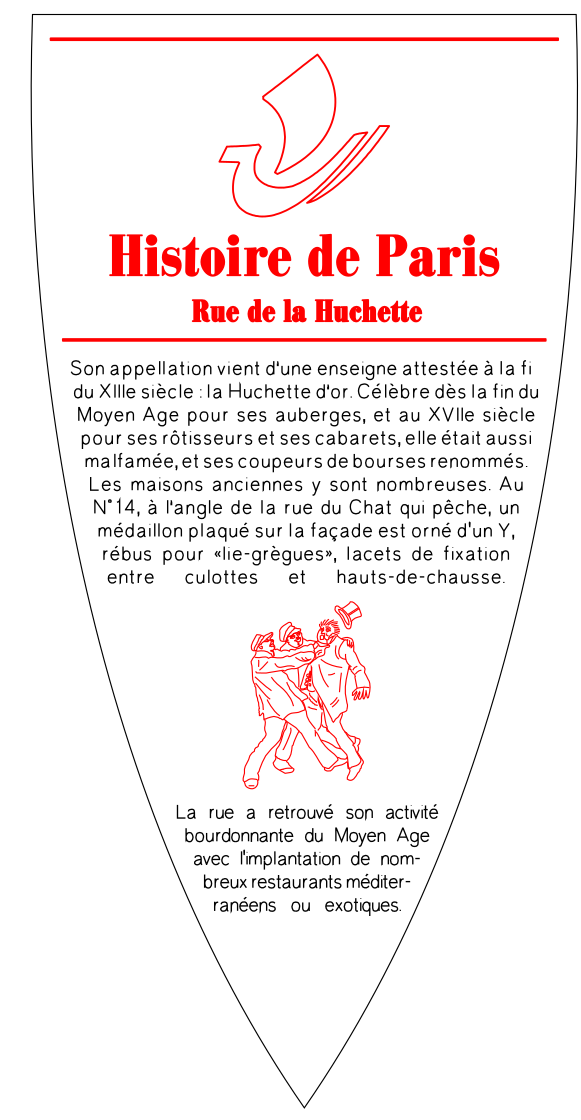 Histoire de Paris
Rue de la Huchette
Son appellation vient d'une enseigne attestée à la fi
du XIIIe siècle : la Huchette d'or. Célèbre dès la fin du
Moyen Age pour ses auberges, et au XVIIe siècle
pour ses rôtisseurs et ses cabarets, elle était aussi
malfamée, et ses coupeurs de bourses renommés.
Les maisons anciennes y sont nombreuses. Au
N°14, à l'angle de la rue du Chat qui pêche, un
médaillon plaqué sur la façade est orné d'un Y,
rébus pour «lie-grègues», lacets de fixation
entre culottes et hauts-de-chausse.
La rue a retrouvé son activité
bourdonnante du Moyen Age
avec l'implantation de nom-
breux restaurants méditer-
ranéens ou exotiques.